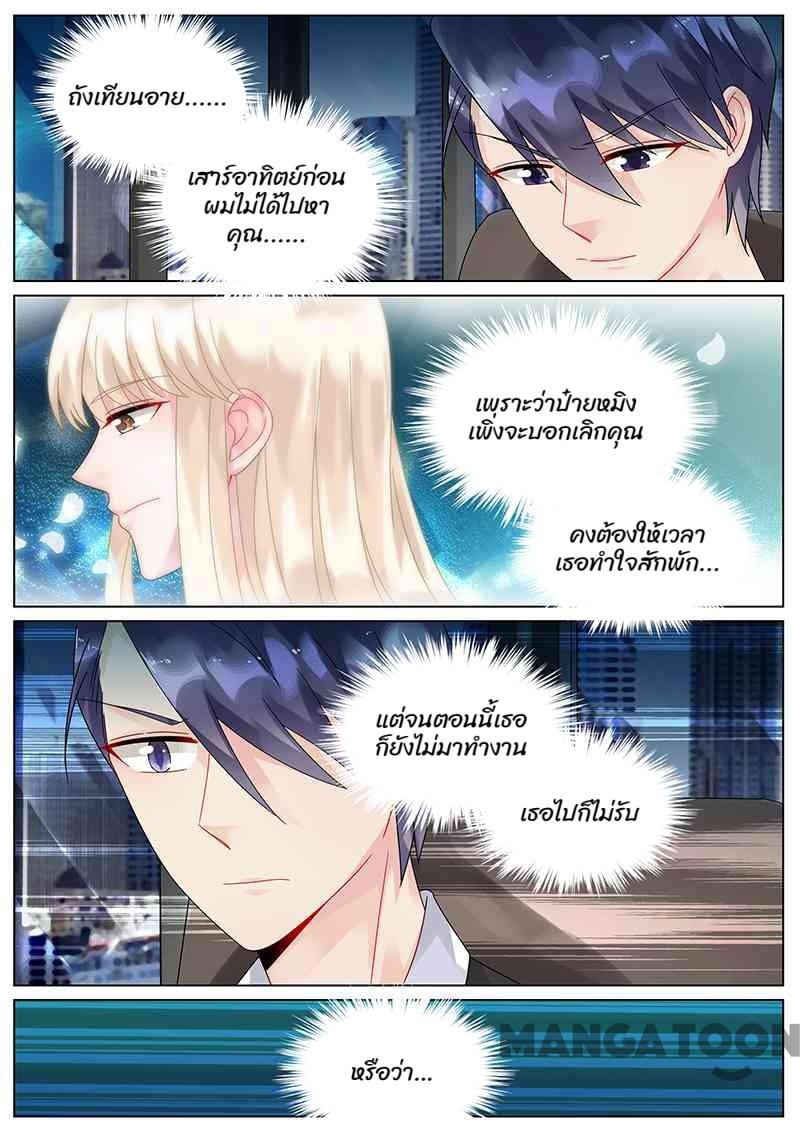 ถังเทียนอาย......
เสาร์อาทิตย์ก่อน
ผมไม่ได้ไปหา
คุณ......
เพราะว่าป๋ายหมิง
เพิ่งจะบอกเลิกคุณ
คงต้องให้เวลา
เธอทำใจสักพัก...
แต่จนตอนนี้เธอ
ก็ยังไม่มาทำงาน
เธอไปก็ไม่รับ
หรือว่า...
MANGATOON